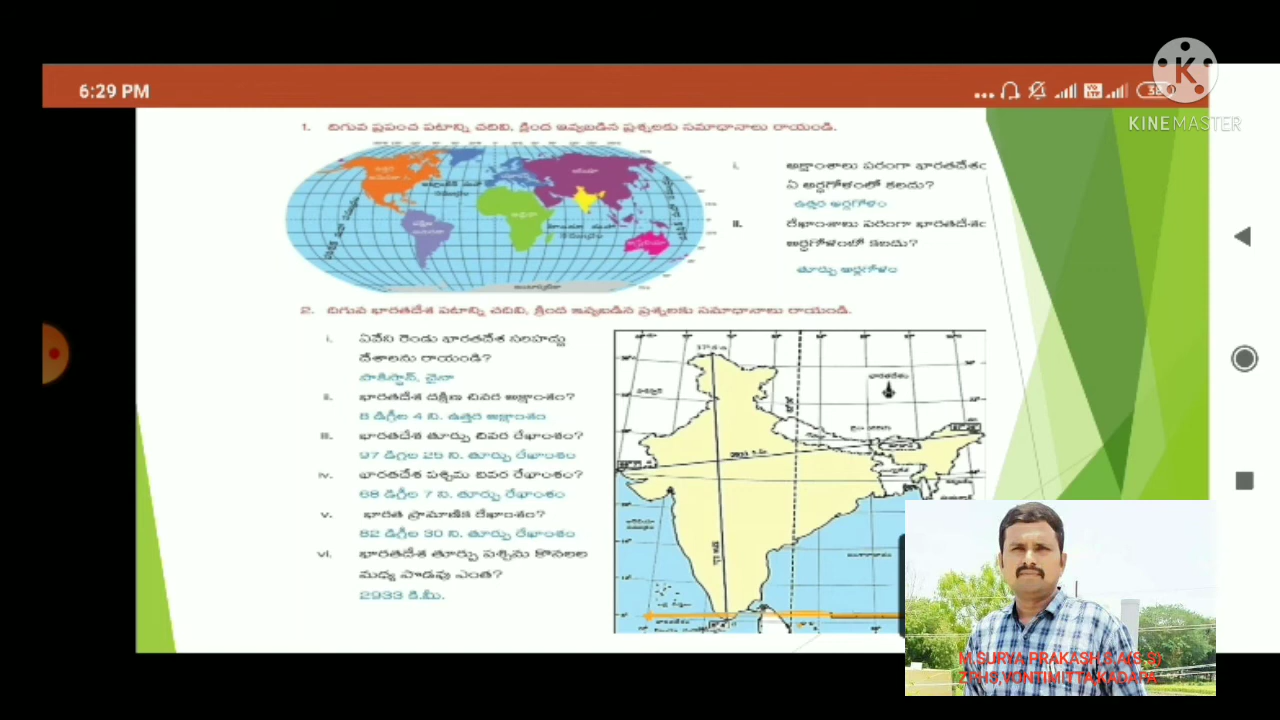 6:29 PM
KINEMASTER
1. దిగువ ప్రపంచ పటాన్ని చదివి, క్రింద ఇవ్వబడిన ప్రశ్నలకు సమాధానాలు రాయండి.
i. అక్షాంశాలు పరంగా భారతదేశం
ఏ అర్ధగోళంలో కలదు?
ఉత్తర అర్ధగోళం
ii. రేఖాంశాలు పరంగా భారతదేశం
అర్ధగోళంలో కలదు?
తూర్పు అర్ధగోళం
2. దిగువ భారతదేశ పటాన్ని చదివి, క్రింద ఇవ్వబడిన ప్రశ్నలకు సమాధానాలు రాయండి.
i. ఏవేని రెండు భారతదేశ సరిహద్దు
దేశాలను రాయండి?
పాకిస్తాన్, చైనా
ii. భారతదేశ దక్షిణ చివర అక్షాంశం?
8 డిగ్రీల 4 ని. ఉత్తర అక్షాంశం
iii. భారతదేశ తూర్పు చివర రేఖాంశం?
97 డిగ్రీల 25 ని. తూర్పు రేఖాంశం
iv. భారతదేశ పశ్చిమ చివర రేఖాంశం?
68 డిగ్రీల 7 ని. తూర్పు రేఖాంశం
v. భారత ప్రామాణిక రేఖాంశం?
82 డిగ్రీల 30 ని. తూర్పు రేఖాంశం
vi. భారతదేశ తూర్పు పశ్చిమ కొనలల
మధ్య పొడవు ఎంత?
2933 కి.మీ.
భారతదేశం
M.SURYA PRAKASH,S.A(S.S)
ZPHS,VONTIMITTA,KADAPA